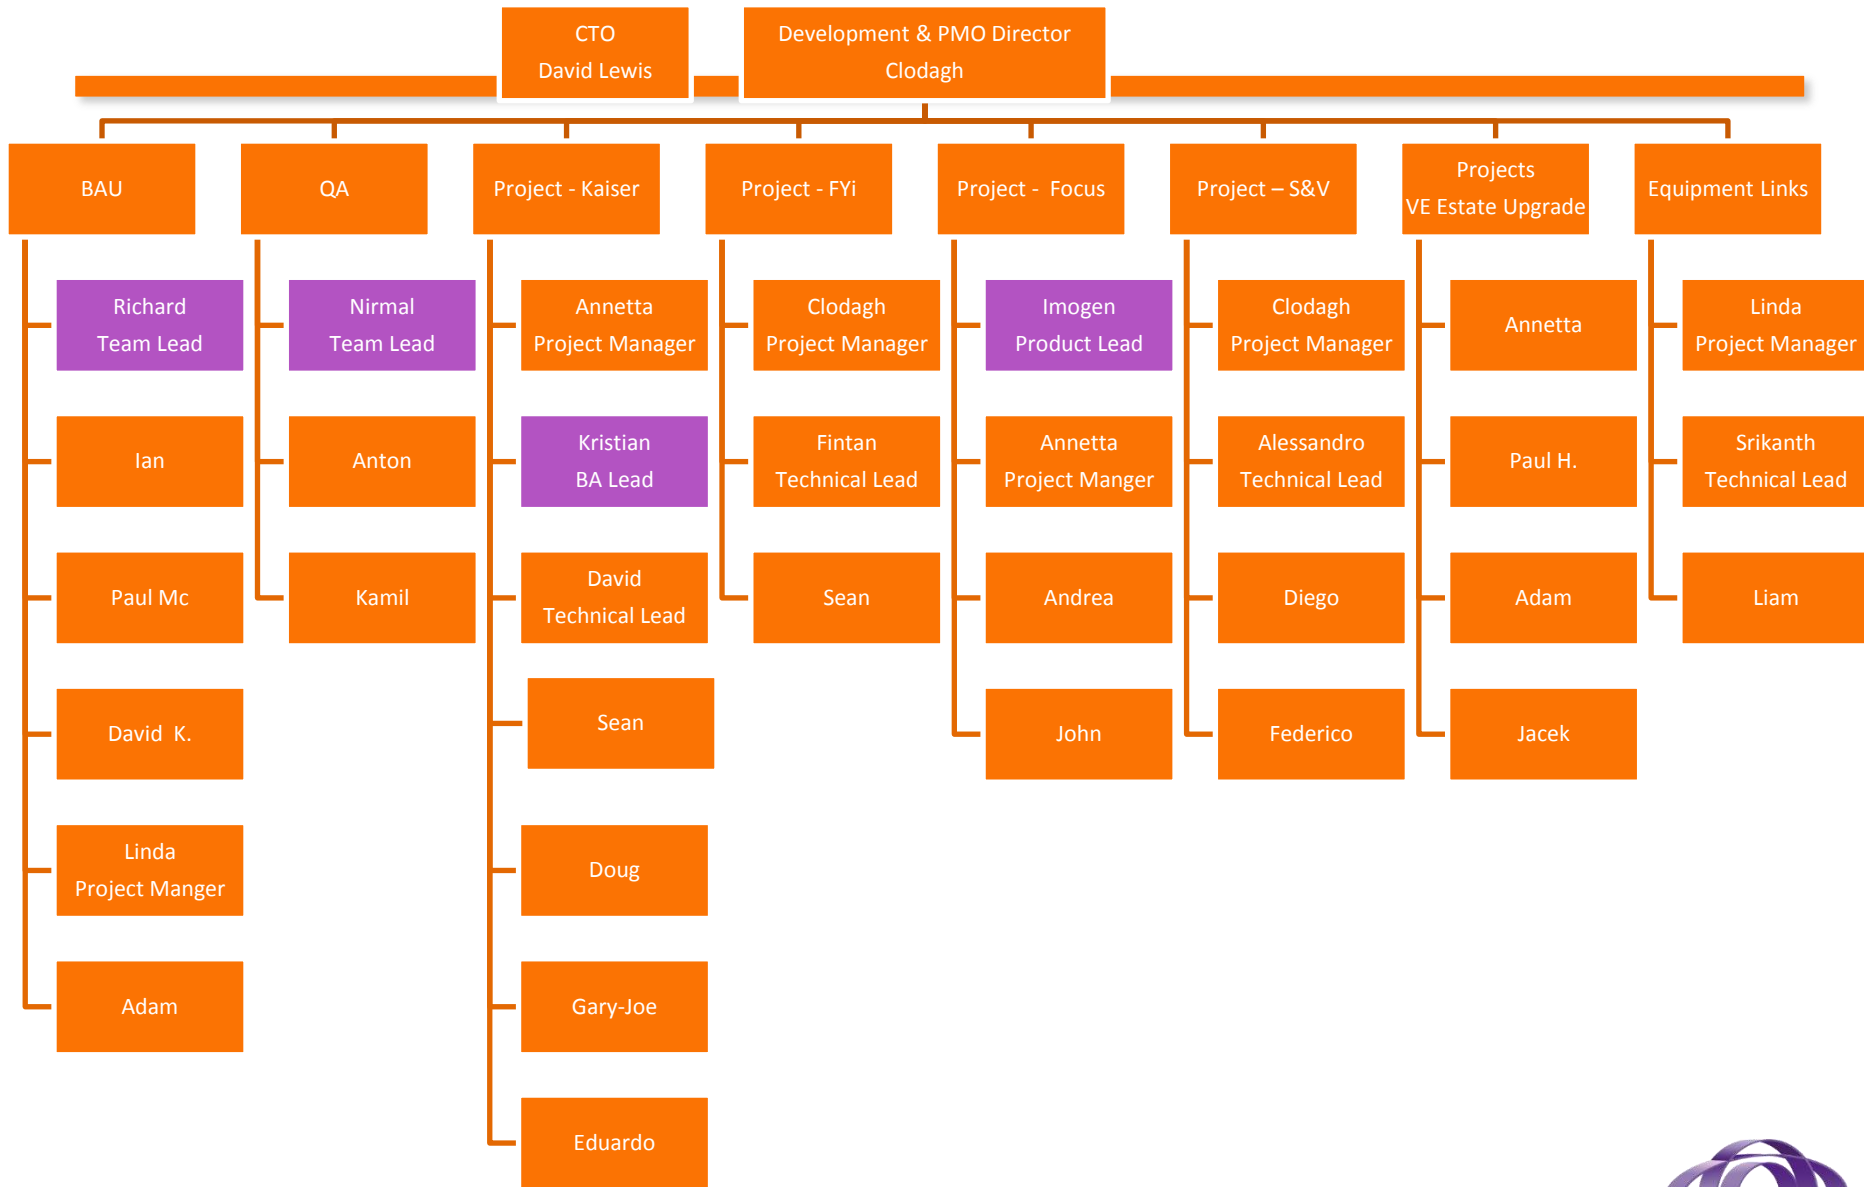 CTO
David Lewis
Development & PMO Director
Clodagh
BAU
QA
Project - Kaiser
Project - FYi
Project -  Focus
Project – S&V
Projects
VE Estate Upgrade
Equipment Links
Richard
Team Lead
Ian
Paul Mc
David  K.
Linda
Project Manger
Adam
Nirmal
Team Lead
Anton
Kamil
Annetta
Project Manager
Kristian
BA Lead
David
Technical Lead
Sean
Doug
Gary-Joe
Eduardo
Clodagh
Project Manager
Fintan
Technical Lead
Sean
Imogen
Product Lead
Annetta
Project Manger
Andrea
John
Clodagh
Project Manager
Alessandro
Technical Lead
Diego
Federico
Annetta
Paul H.
Adam
Jacek
Linda
Project Manager
Srikanth
Technical Lead
Liam